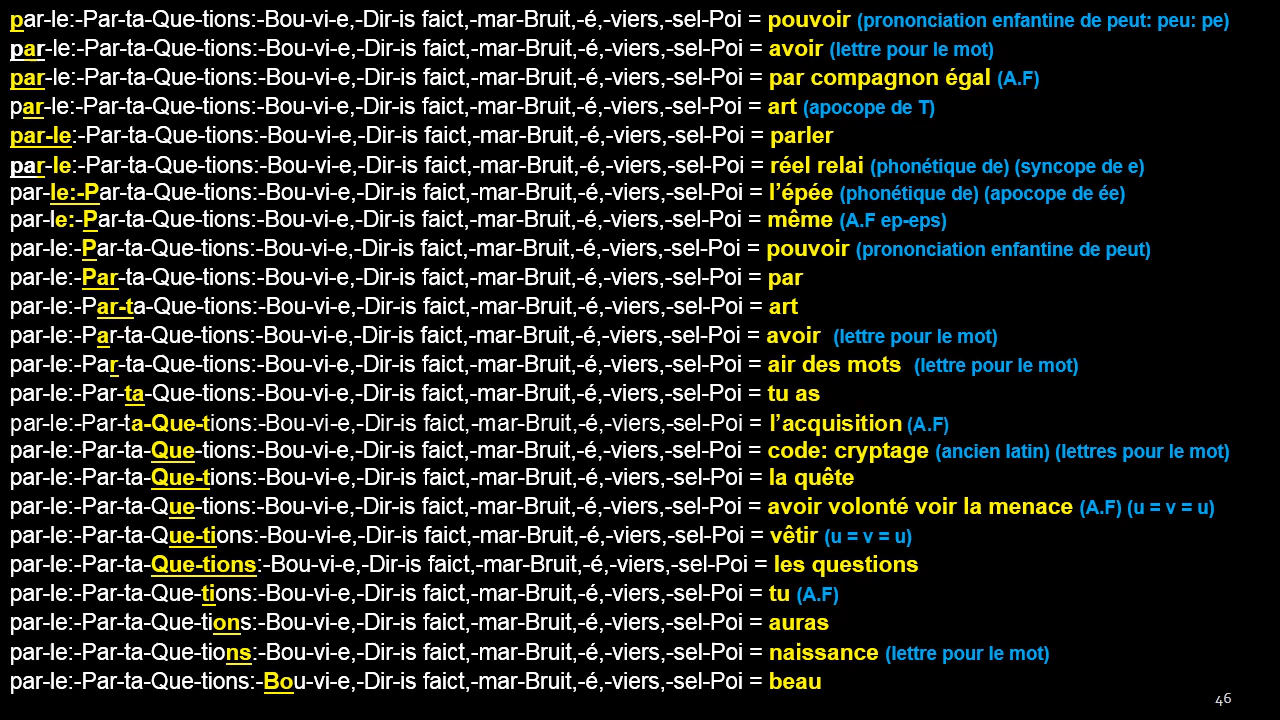 par-le:-Par-ta-Que-tions:-Bou-vi-e,-Dir-is faict,-mar-Bruit,-é,-viers,-sel-Poi = pouvoir (prononciation enfantine de peut: peu: pe)
par-le:-Par-ta-Que-tions:-Bou-vi-e,-Dir-is faict,-mar-Bruit,-é,-viers,-sel-Poi = avoir (lettre pour le mot)
par-le:-Par-ta-Que-tions:-Bou-vi-e,-Dir-is faict,-mar-Bruit,-é,-viers,-sel-Poi = par compagnon égal (A.F)
par-le:-Par-ta-Que-tions:-Bou-vi-e,-Dir-is faict,-mar-Bruit,-é,-viers,-sel-Poi = art (apocope de T)
par-le:-Par-ta-Que-tions:-Bou-vi-e,-Dir-is faict,-mar-Bruit,-é,-viers,-sel-Poi = parler
par-le:-Par-ta-Que-tions:-Bou-vi-e,-Dir-is faict,-mar-Bruit,-é,-viers,-sel-Poi = réel relai (phonétique de) (syncope de e)
par-le:-Par-ta-Que-tions:-Bou-vi-e,-Dir-is faict,-mar-Bruit,-é,-viers,-sel-Poi = l’épée (phonétique de) (apocope de ée)
par-le:-Par-ta-Que-tions:-Bou-vi-e,-Dir-is faict,-mar-Bruit,-é,-viers,-sel-Poi = même (A.F ep-eps)
par-le:-Par-ta-Que-tions:-Bou-vi-e,-Dir-is faict,-mar-Bruit,-é,-viers,-sel-Poi = pouvoir (prononciation enfantine de peut)
par-le:-Par-ta-Que-tions:-Bou-vi-e,-Dir-is faict,-mar-Bruit,-é,-viers,-sel-Poi = par
par-le:-Par-ta-Que-tions:-Bou-vi-e,-Dir-is faict,-mar-Bruit,-é,-viers,-sel-Poi = art
par-le:-Par-ta-Que-tions:-Bou-vi-e,-Dir-is faict,-mar-Bruit,-é,-viers,-sel-Poi = avoir (lettre pour le mot)
par-le:-Par-ta-Que-tions:-Bou-vi-e,-Dir-is faict,-mar-Bruit,-é,-viers,-sel-Poi = air des mots (lettre pour le mot)
par-le:-Par-ta-Que-tions:-Bou-vi-e,-Dir-is faict,-mar-Bruit,-é,-viers,-sel-Poi = tu as
par-le:-Par-ta-Que-tions:-Bou-vi-e,-Dir-is faict,-mar-Bruit,-é,-viers,-sel-Poi = l’acquisition (A.F)
par-le:-Par-ta-Que-tions:-Bou-vi-e,-Dir-is faict,-mar-Bruit,-é,-viers,-sel-Poi = code: cryptage (ancien latin) (lettres pour le mot)
par-le:-Par-ta-Que-tions:-Bou-vi-e,-Dir-is faict,-mar-Bruit,-é,-viers,-sel-Poi = la quête
par-le:-Par-ta-Que-tions:-Bou-vi-e,-Dir-is faict,-mar-Bruit,-é,-viers,-sel-Poi = avoir volonté voir la menace (A.F) (u = v = u)
par-le:-Par-ta-Que-tions:-Bou-vi-e,-Dir-is faict,-mar-Bruit,-é,-viers,-sel-Poi = vêtir (u = v = u)
par-le:-Par-ta-Que-tions:-Bou-vi-e,-Dir-is faict,-mar-Bruit,-é,-viers,-sel-Poi = les questions
par-le:-Par-ta-Que-tions:-Bou-vi-e,-Dir-is faict,-mar-Bruit,-é,-viers,-sel-Poi = tu (A.F)
par-le:-Par-ta-Que-tions:-Bou-vi-e,-Dir-is faict,-mar-Bruit,-é,-viers,-sel-Poi = auras
par-le:-Par-ta-Que-tions:-Bou-vi-e,-Dir-is faict,-mar-Bruit,-é,-viers,-sel-Poi = naissance (lettre pour le mot)
par-le:-Par-ta-Que-tions:-Bou-vi-e,-Dir-is faict,-mar-Bruit,-é,-viers,-sel-Poi = beau
46